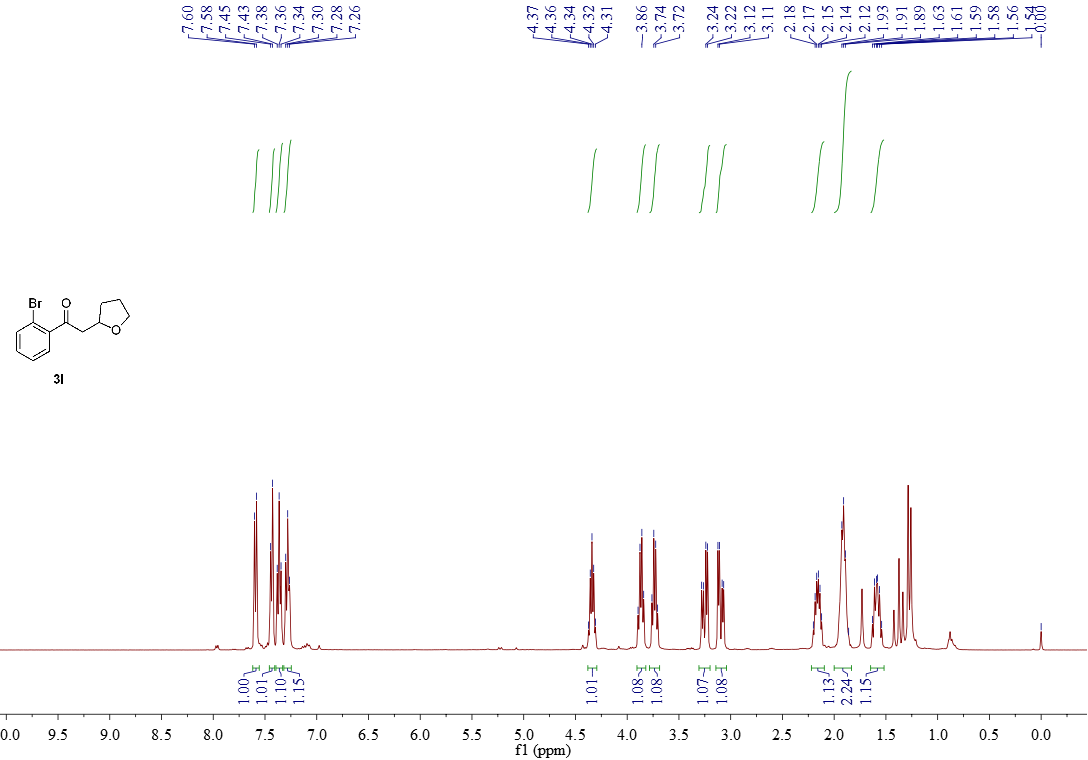 7.60 7.58 7.45 7.43 7.38 7.36 7.34 7.30 7.28 7.26 4.37 4.36 4.34 4.32 4.31 3.86 3.74 3.72 3.24 3.22 3.12 3.11 2.18 2.17 2.15 2.14 2.12 1.93 1.91 1.89 1.63 1.61 1.59 1.58 1.56 1.54 0.00
Br O
O
3l
1.00 1.01 1.10 1.15 1.01 1.08 1.08 1.07 1.08 1.13 2.24 1.15
0.0 9.5 9.0 8.5 8.0 7.5 7.0 6.5 6.0 5.5 5.0 4.5 4.0 3.5 3.0 2.5 2.0 1.5 1.0 0.5 0.0
f1 (ppm)